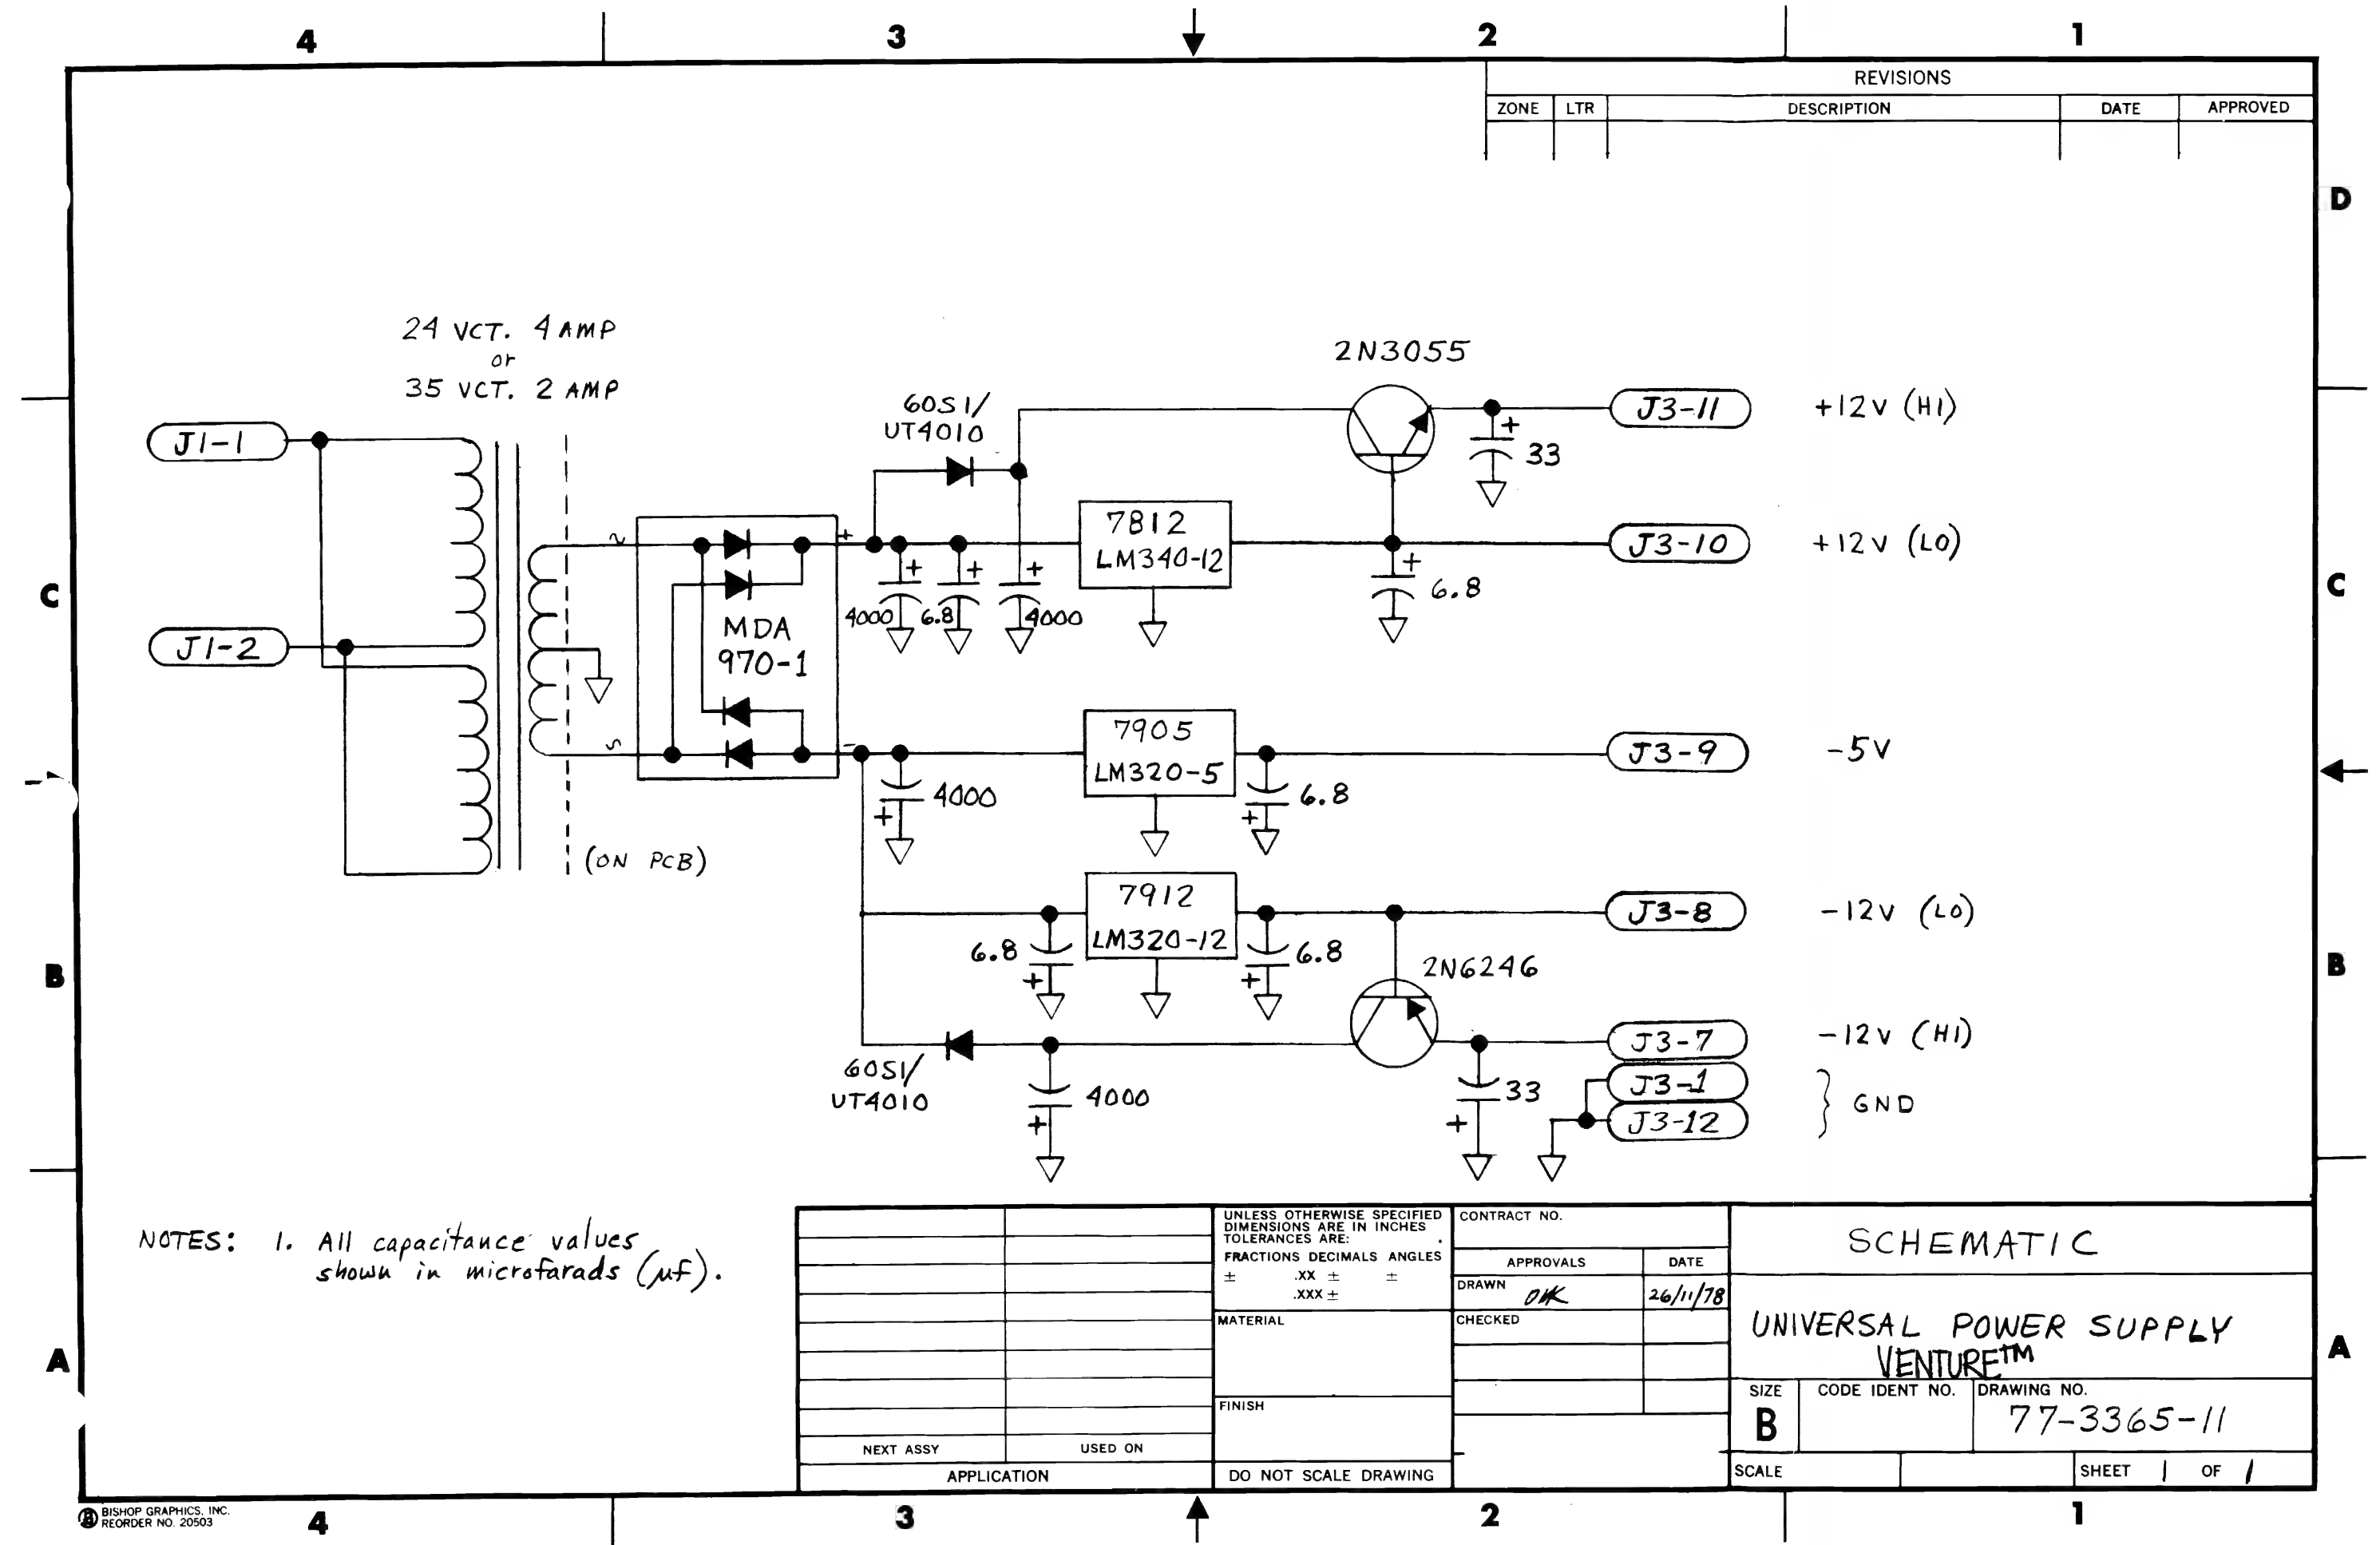 4 3 2 1
REVISIONS
ZONE LTR DESCRIPTION DATE APPROVED
D
24 VCT. 4 AMP
or
35 VCT. 2 AMP
2N3055
60S1/
UT4010
J1-1
J3-11 +12V (HI)
+
33
7812
LM340-12
~
+
J3-10 +12V (LO)
C
+ + + +
4000 6.8 4000
6.8
C
J1-2
MDA
970-1
7905
LM320-5
~
-
J3-9 -5V
4000
+
6.8
+
(ON PCB)
7912
LM320-12
J3-8 -12V (LO)
6.8
+
6.8
+
2N6246
B
B
J3-7 -12V (HI)
60S1/
UT4010
4000
+
33
+
J3-1
J3-12
} GND
NOTES: 1. All capacitance values
shown in microfarads (µf).
UNLESS OTHERWISE SPECIFIED
DIMENSIONS ARE IN INCHES
TOLERANCES ARE:
FRACTIONS DECIMALS ANGLES
± .XX ± ±
.XXX ±
MATERIAL
FINISH
DO NOT SCALE DRAWING
NEXT ASSY USED ON
APPLICATION
CONTRACT NO.
APPROVALS DATE
DRAWN 26/11/78
CHECKED
SCHEMATIC
UNIVERSAL POWER SUPPLY
VENTURE™
SIZE CODE IDENT NO. DRAWING NO.
B 77-3365-11
SCALE SHEET 1 OF 1
A
A
BISHOP GRAPHICS, INC.
REORDER NO. 20503
4 3 2 1